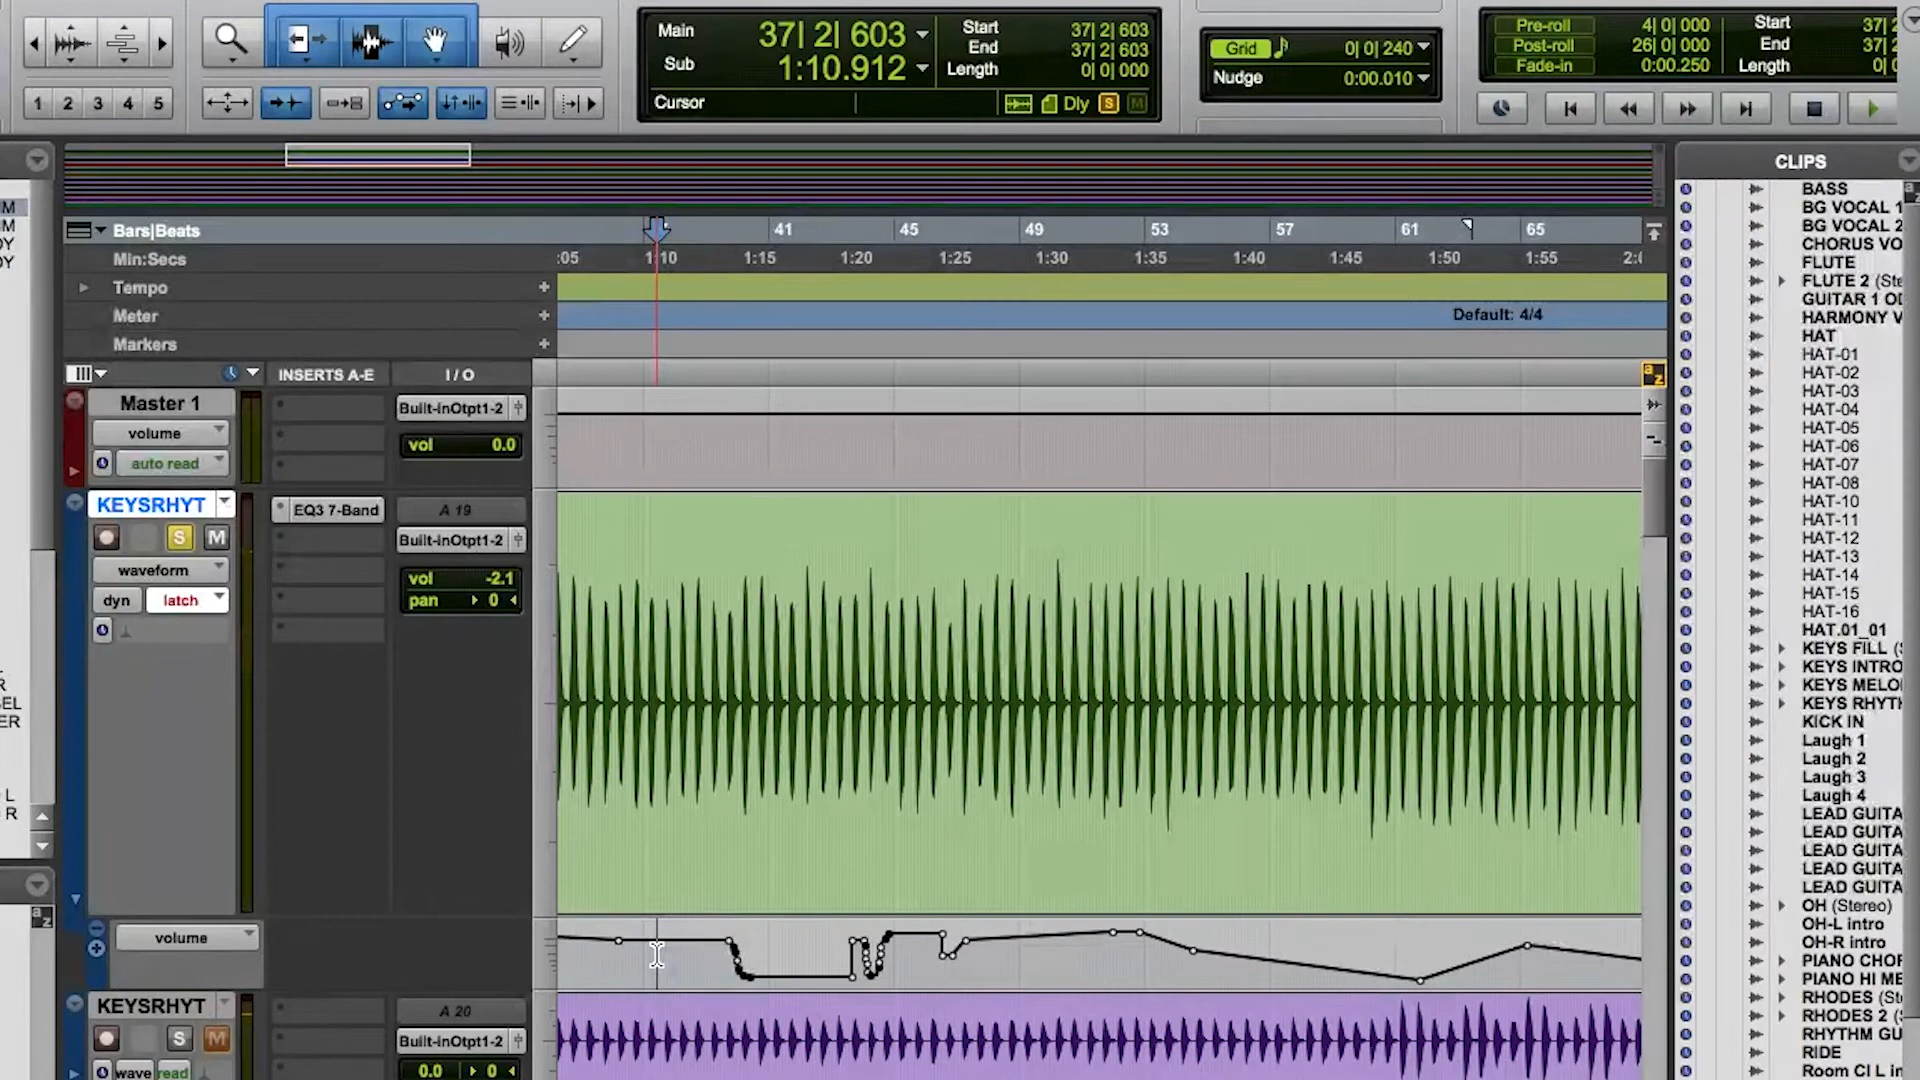 Main
37| 2| 603
Sub
1:10.912
Start
37| 2| 603
End
37| 2| 603
Length
0| 0| 000
Cursor
Dly
S
M
Grid
0| 0| 240
Nudge
0:00.010
Pre-roll
4| 0| 000
Post-roll
26| 0| 000
Fade-in
0:00.250
Start
37|
End
37|
Length
0|
1 2 3 4 5
CLIPS
Bars|Beats
41 45 49 53 57 61 65
Min:Secs
:05 1:10 1:15 1:20 1:25 1:30 1:35 1:40 1:45 1:50 1:55 2:0
Tempo
Meter
Default: 4/4
Markers
INSERTS A-E
I / O
Master 1
volume
auto read
Built-inOtpt1-2
vol 0.0
KEYSRHYT
S M
waveform
dyn latch
EQ3 7-Band
A 19
Built-inOtpt1-2
vol -2.1
pan 0
volume
KEYSRHYT
S M
wave read
A 20
Built-inOtpt1-2
0.0 0
BASS
BG VOCAL 1
BG VOCAL 2
CHORUS VO
FLUTE
FLUTE 2 (Ste
GUITAR 1 O
HARMONY V
HAT
HAT-01
HAT-02
HAT-03
HAT-04
HAT-05
HAT-06
HAT-07
HAT-08
HAT-10
HAT-11
HAT-12
HAT-13
HAT-14
HAT-15
HAT-16
HAT.01_01
KEYS FILL (S
KEYS INTRO
KEYS MELO
KEYS RHYTH
KICK IN
Laugh 1
Laugh 2
Laugh 3
Laugh 4
LEAD GUITA
LEAD GUITA
LEAD GUITA
LEAD GUITA
LEAD GUITA
OH (Stereo)
OH-L intro
OH-R intro
PIANO CHOR
PIANO HI ME
RHODES (Ste
RHODES 2 (S
RHYTHM GU
RIDE
Room Cl L in